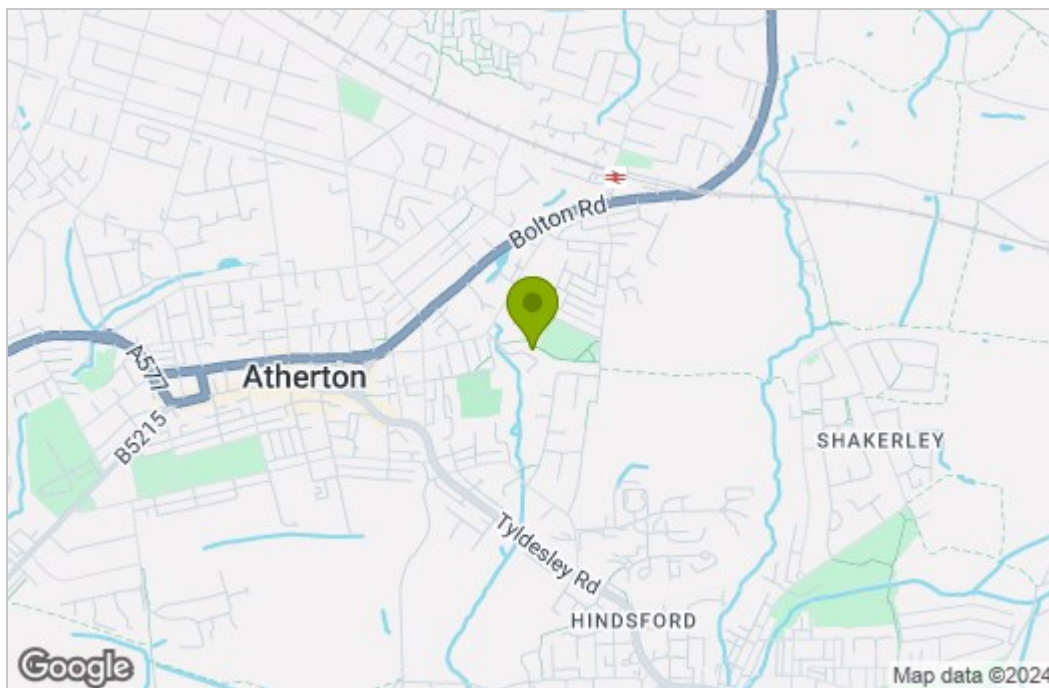 Bolton Rd
A577
Atherton
B5215
SHAKERLEY
Tyldesley Rd
HINDSFORD
Google
Map data ©2024